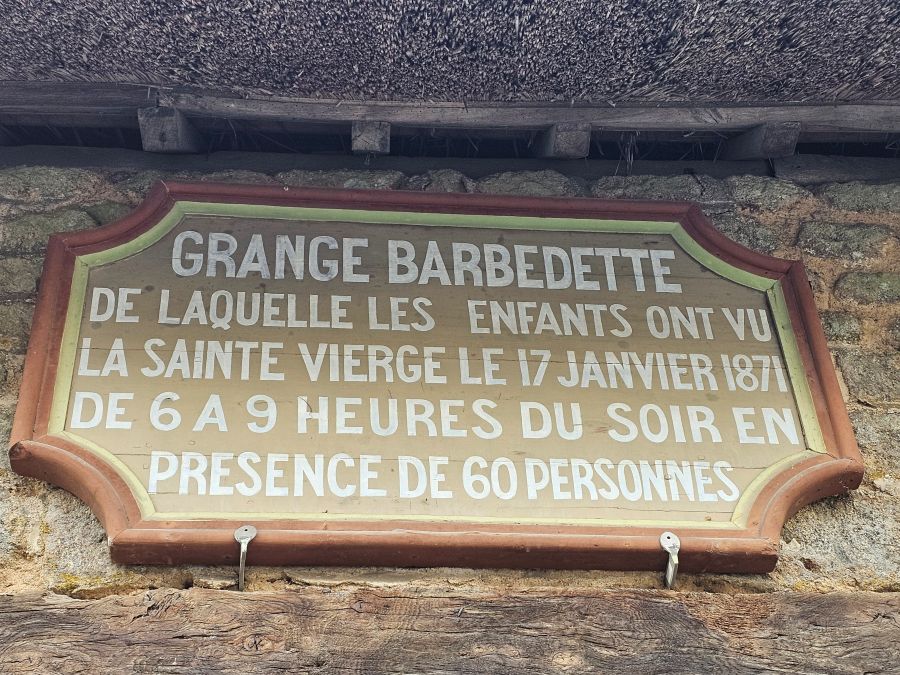 GRANGE BARBEDETTE
DE LAQUELLE LES ENFANTS ONT VU
LA SAINTE VIERGE LE 17 JANVIER 1871
DE 6 A 9 HEURES DU SOIR EN
PRESENCE DE 60 PERSONNES